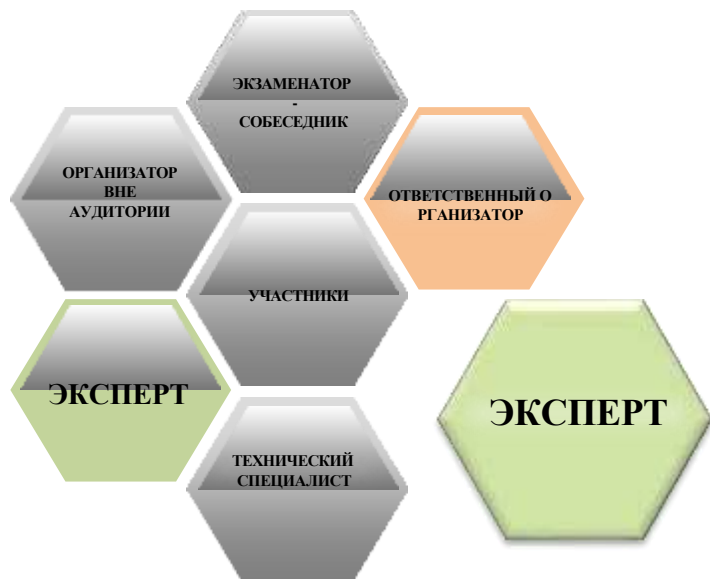 ЭКЗАМЕНАТОР
-
СОБЕСЕДНИК
ОРГАНИЗАТОР
ВНЕ
АУДИТОРИИ
ОТВЕТСТВЕННЫЙ О
РГАНИЗАТОР
УЧАСТНИКИ
ЭКСПЕРТ
ЭКСПЕРТ
ТЕХНИЧЕСКИЙ
СПЕЦИАЛИСТ